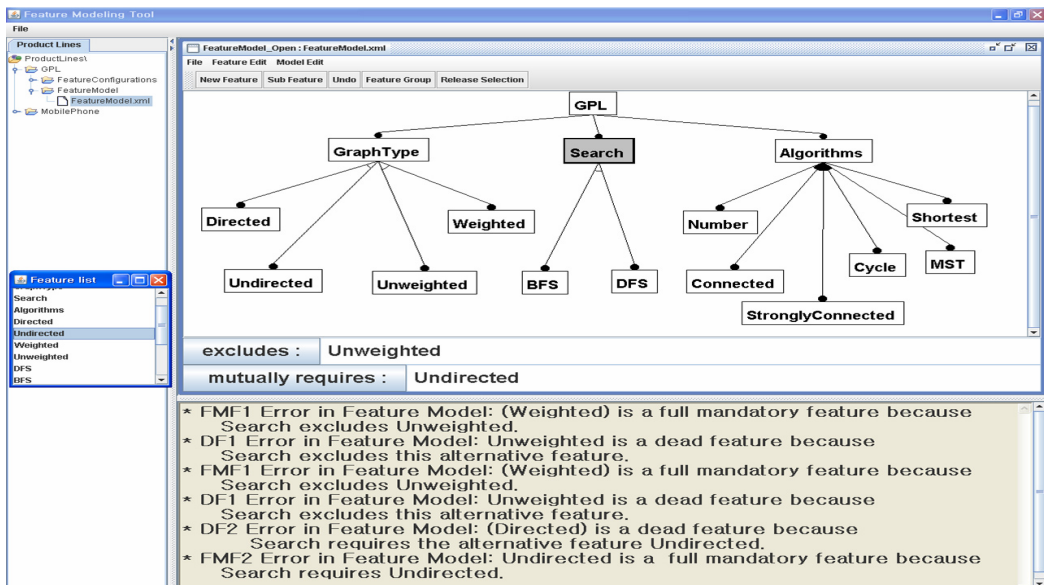 Feature Modeling Tool
File
Product Lines
ProductLines\
GPL
FeatureConfigurations
FeatureModel
FeatureModel.xml
MobilePhone
FeatureModel_Open : FeatureModel.xml
File Feature Edit Model Edit
New Feature Sub Feature Undo Feature Group Release Selection
GPL
GraphType Search Algorithms
Directed Weighted Number Shortest
Undirected Unweighted BFS DFS Connected Cycle MST
StronglyConnected
Feature list
GraphType
Search
Algorithms
Directed
Undirected
Weighted
Unweighted
DFS
BFS
excludes : Unweighted
mutually requires : Undirected
* FMF1 Error in Feature Model: (Weighted) is a full mandatory feature because
Search excludes Unweighted.
* DF1 Error in Feature Model: Unweighted is a dead feature because
Search excludes this alternative feature.
* FMF1 Error in Feature Model: (Weighted) is a full mandatory feature because
Search excludes Unweighted.
* DF1 Error in Feature Model: Unweighted is a dead feature because
Search excludes this alternative feature.
* DF2 Error in Feature Model: (Directed) is a dead feature because
Search requires the alternative feature Undirected.
* FMF2 Error in Feature Model: Undirected is a full mandatory feature because
Search requires Undirected.